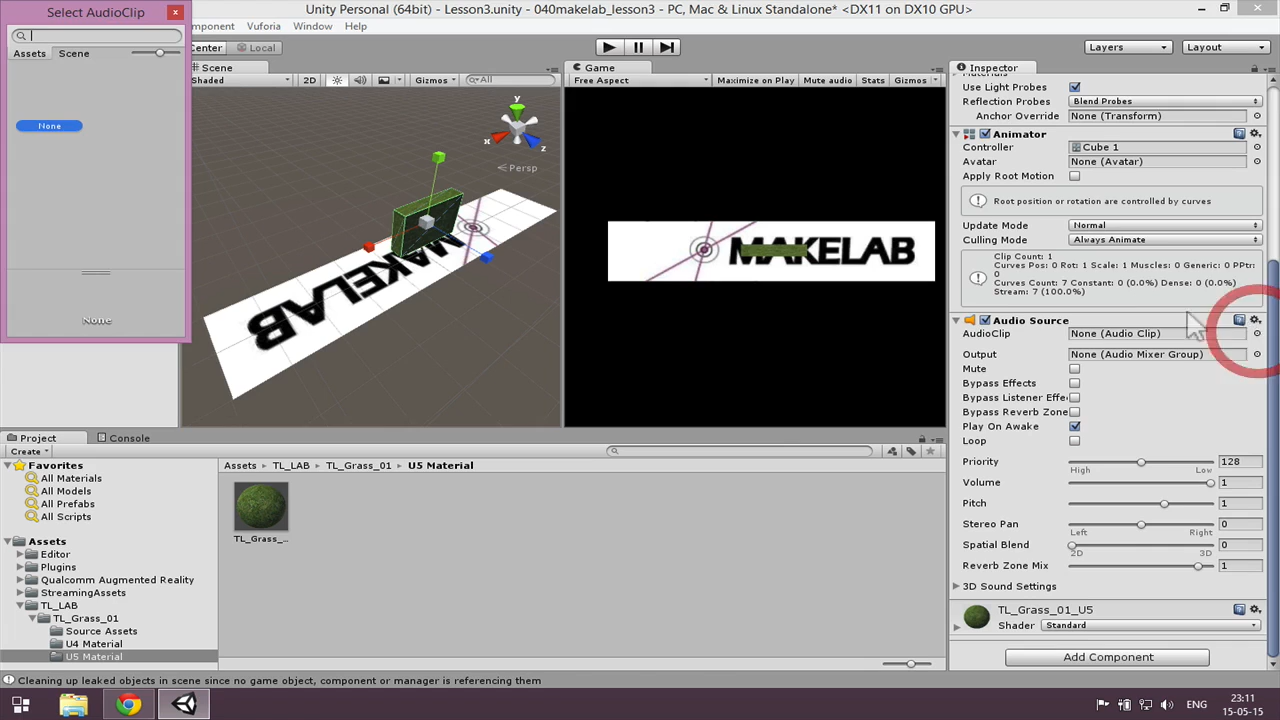 Select AudioClip
x
Unity Personal (64bit) - Lesson3.unity - 040makelab_lesson3 - PC, Mac & Linux Standalone* <DX11 on DX10 GPU>
omponent Vuforia Window Help
Center Local
Layers Layout
Assets Scene
Shaded 2D Gizmos All
Scene
Game
Free Aspect Maximize on Play Mute audio Stats Gizmos
Inspector
None
None
y
x
z
Persp
MAKELAB
MAKELAB
Materials
Use Light Probes
Reflection Probes Blend Probes
Anchor Override None (Transform)
Animator
Controller Cube 1
Avatar None (Avatar)
Apply Root Motion
Root position or rotation are controlled by curves
Update Mode Normal
Culling Mode Always Animate
Clip Count: 1
Curves Pos: 0 Rot: 1 Scale: 1 Muscles: 0 Generic: 0 PPtr:
0
Curves Count: 7 Constant: 0 (0.0%) Dense: 0 (0.0%)
Stream: 7 (100.0%)
Audio Source
AudioClip None (Audio Clip)
Output None (Audio Mixer Group)
Mute
Bypass Effects
Bypass Listener Effe
Bypass Reverb Zone
Play On Awake
Loop
Priority 128
High Low
Volume 1
Pitch 1
Stereo Pan 0
Left Right
Spatial Blend 0
2D 3D
Reverb Zone Mix 1
3D Sound Settings
TL_Grass_01_U5
Shader Standard
Add Component
Project Console
Create
Favorites
All Materials
All Models
All Prefabs
All Scripts
Assets
Editor
Plugins
Qualcomm Augmented Reality
StreamingAssets
TL_LAB
TL_Grass_01
Source Assets
U4 Material
U5 Material
Assets TL_LAB TL_Grass_01 U5 Material
TL_Grass_...
Cleaning up leaked objects in scene since no game object, component or manager is referencing them
ENG
23:11
15-05-15